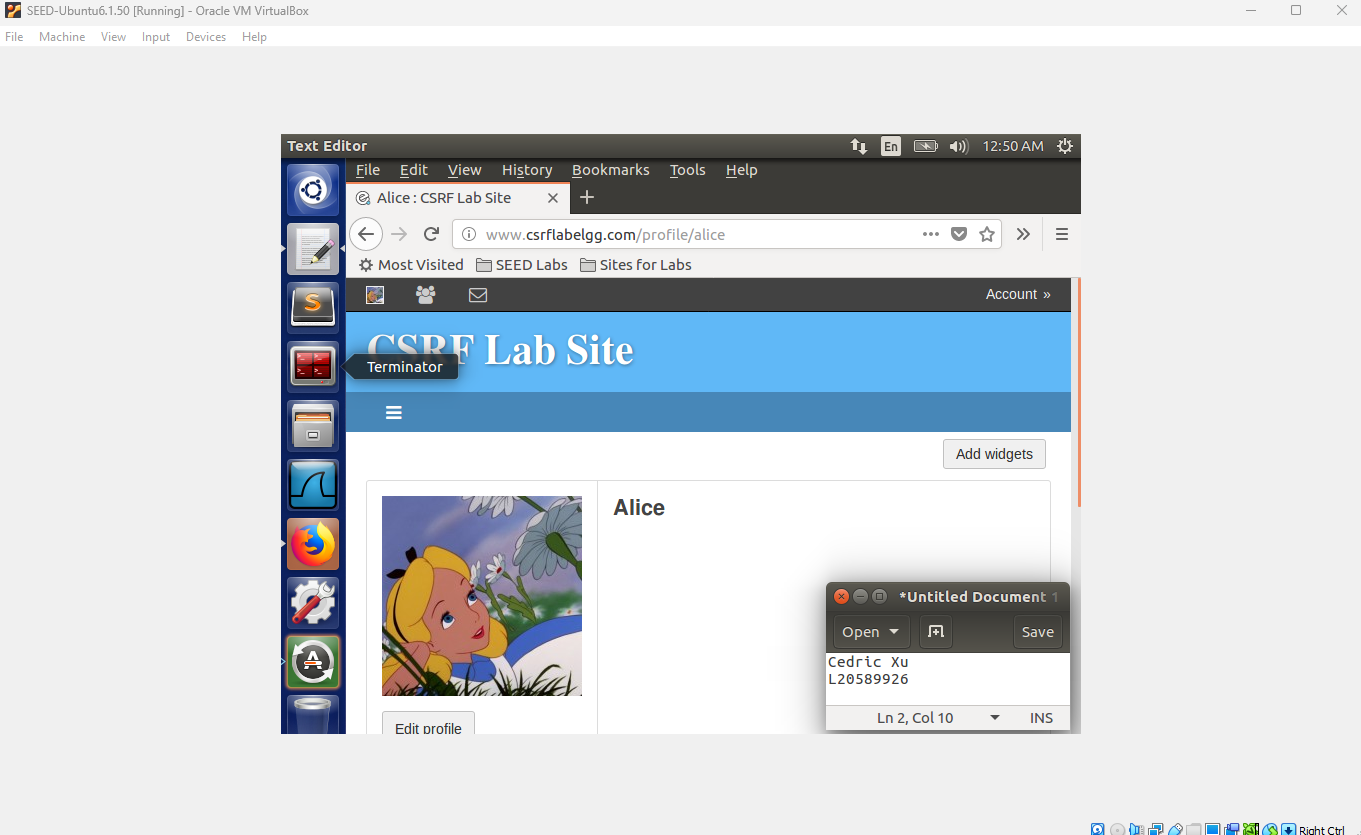 SEED-Ubuntu6.1.50 [Running] - Oracle VM VirtualBox
File Machine View Input Devices Help
Text Editor En 12:50 AM
File Edit View History Bookmarks Tools Help
Alice : CSRF Lab Site
www.csrflabelgg.com/profile/alice
Most Visited SEED Labs Sites for Labs
Account »
CSRF Lab Site
Terminator
Add widgets
Alice
Edit profile
*Untitled Document 1
Open Save
Cedric Xu
L20589926
Ln 2, Col 10 INS
Right Ctrl